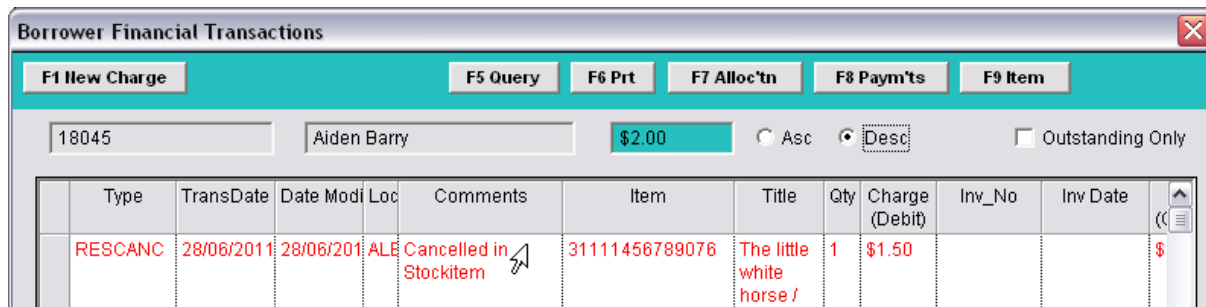 Borrower Financial Transactions
F1 New Charge F5 Query F6 Prt F7 Alloc'tn F8 Paym'ts F9 Item
18045 Aiden Barry $2.00 Asc Desc Outstanding Only
Type TransDate Date Modi Loc Comments Item Title Qty Charge Inv_No Inv Date
(Debit) ((
RESCANC 28/06/2011 28/06/201 ALE Cancelled in 31111456789076 The little 1 $1.50 $
Stockitem white
horse /